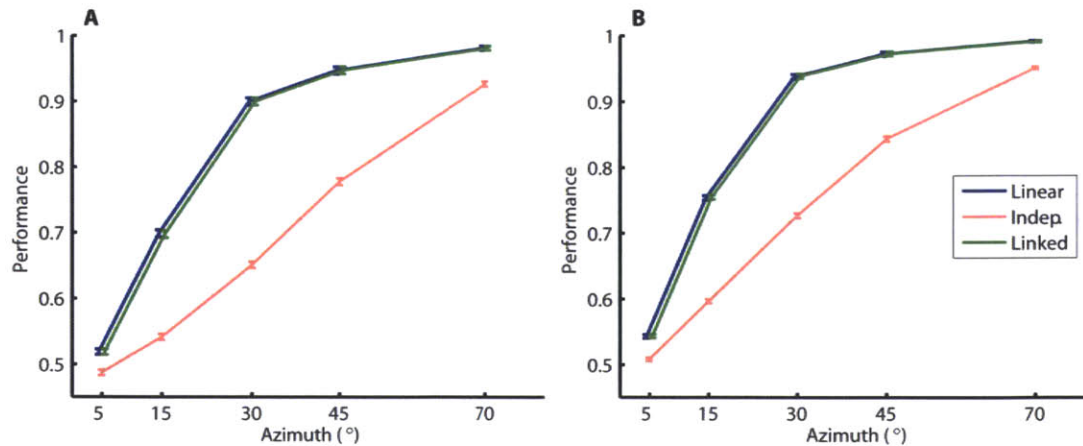 A
Performance
1
0.9
0.8
0.7
0.6
0.5
5 15 30 45 70
Azimuth (°)
B
Performance
1
0.9
0.8
0.7
0.6
0.5
5 15 30 45 70
Azimuth (°)
Linear
Indep.
Linked